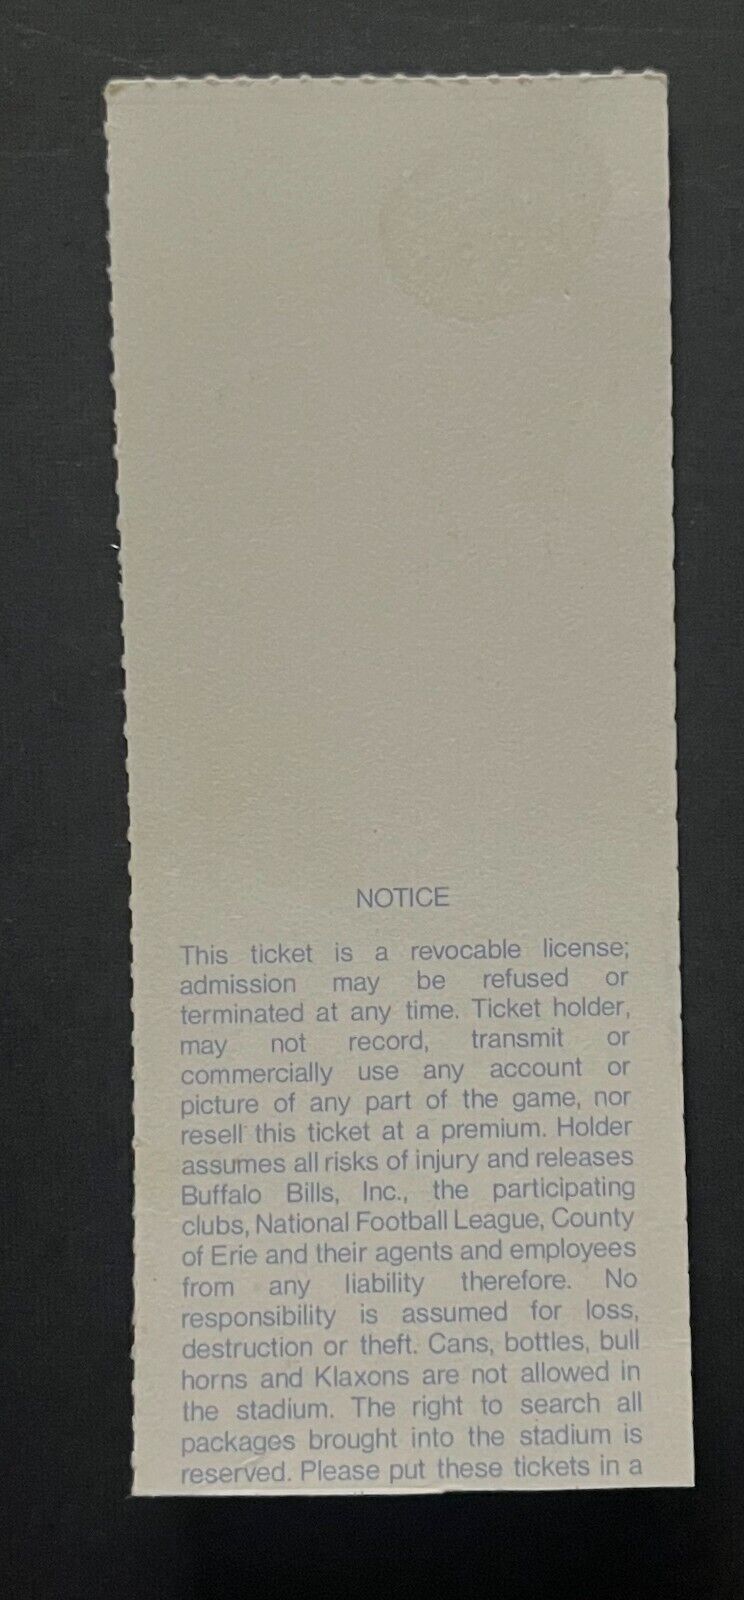 NOTICE
This ticket is a revocable license;
admission may be refused or
terminated at any time. Ticket holder,
may not record, transmit or
commercially use any account or
picture of any part of the game, nor
resell this ticket at a premium. Holder
assumes all risks of injury and releases
Buffalo Bills, Inc., the participating
clubs, National Football League, County
of Erie and their agents and employees
from any liability therefore. No
responsibility is assumed for loss,
destruction or theft. Cans, bottles, bull
horns and Klaxons are not allowed in
the stadium. The right to search all
packages brought into the stadium is
reserved. Please put these tickets in a